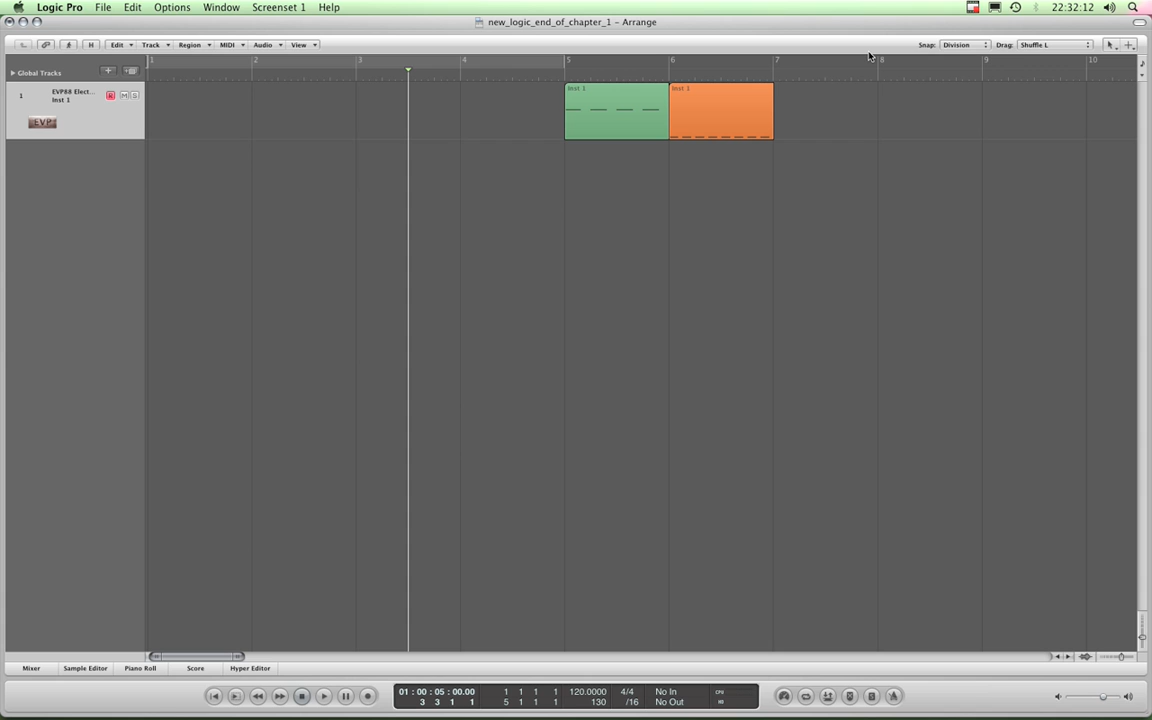 Logic Pro File Edit Options Window Screenset 1 Help 22:32:12
new_logic_end_of_chapter_1 – Arrange
H Edit Track Region MIDI Audio View Snap: Division Drag: Shuffle L
Global Tracks 1 2 3 4 5 6 7 8 9 10
1 EVP88 Elect... R M S Inst 1 Inst 1
Inst 1
EVP
Mixer Sample Editor Piano Roll Score Hyper Editor
01 : 00 : 05 : 00.00 1 1 1 1 120.0000 4/4 No In CPU
3 3 1 1 5 1 1 1 130 /16 No Out HD